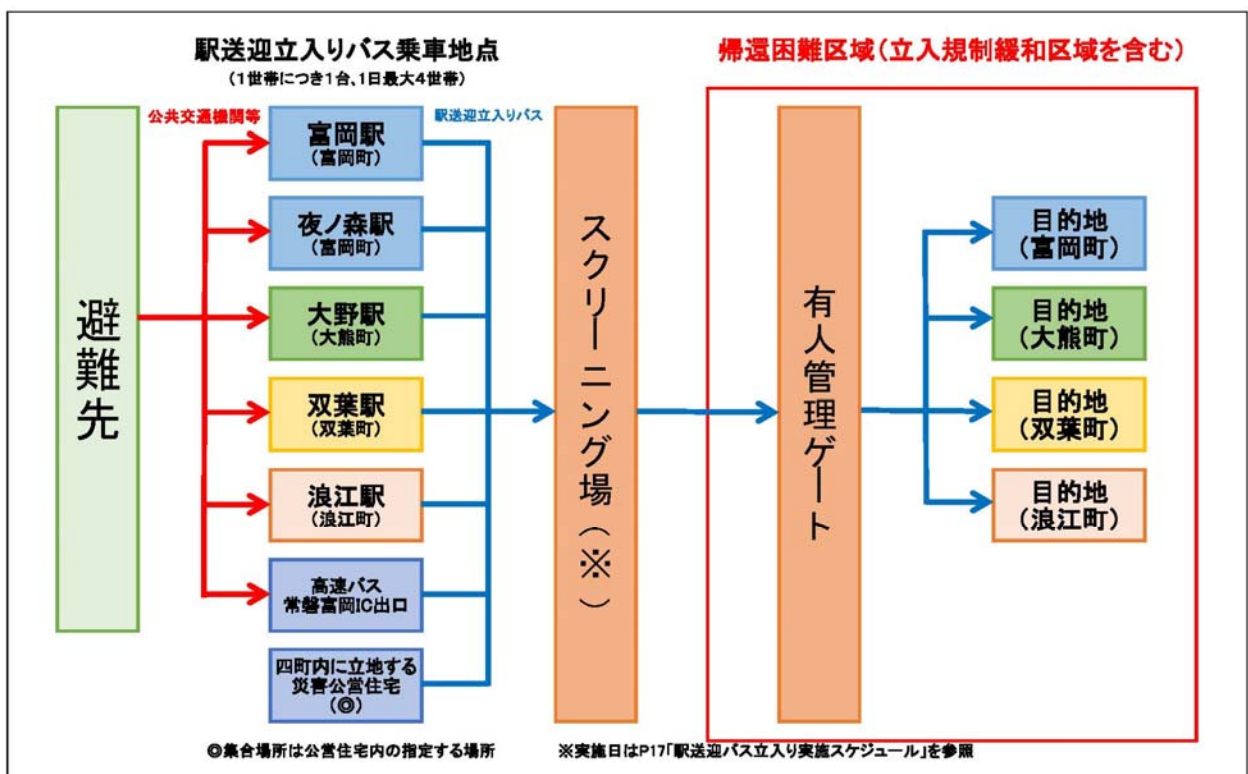 駅送迎立入りバス乗車地点
(1世帯につき1台、1日最大4世帯)
帰還困難区域(立入規制緩和区域を含む)
公共交通機関等
駅送迎立入りバス
避難先
富岡駅
(富岡町)
夜ノ森駅
(富岡町)
大野駅
(大熊町)
双葉駅
(双葉町)
浪江駅
(浪江町)
高速バス
常磐富岡IC出口
四町内に立地する
災害公営住宅
(◎)
スクリーニング場(※)
有人管理ゲート
目的地
(富岡町)
目的地
(大熊町)
目的地
(双葉町)
目的地
(浪江町)
◎集合場所は公営住宅内の指定する場所
※実施日はP17「駅送迎バス立入り実施スケジュール」を参照